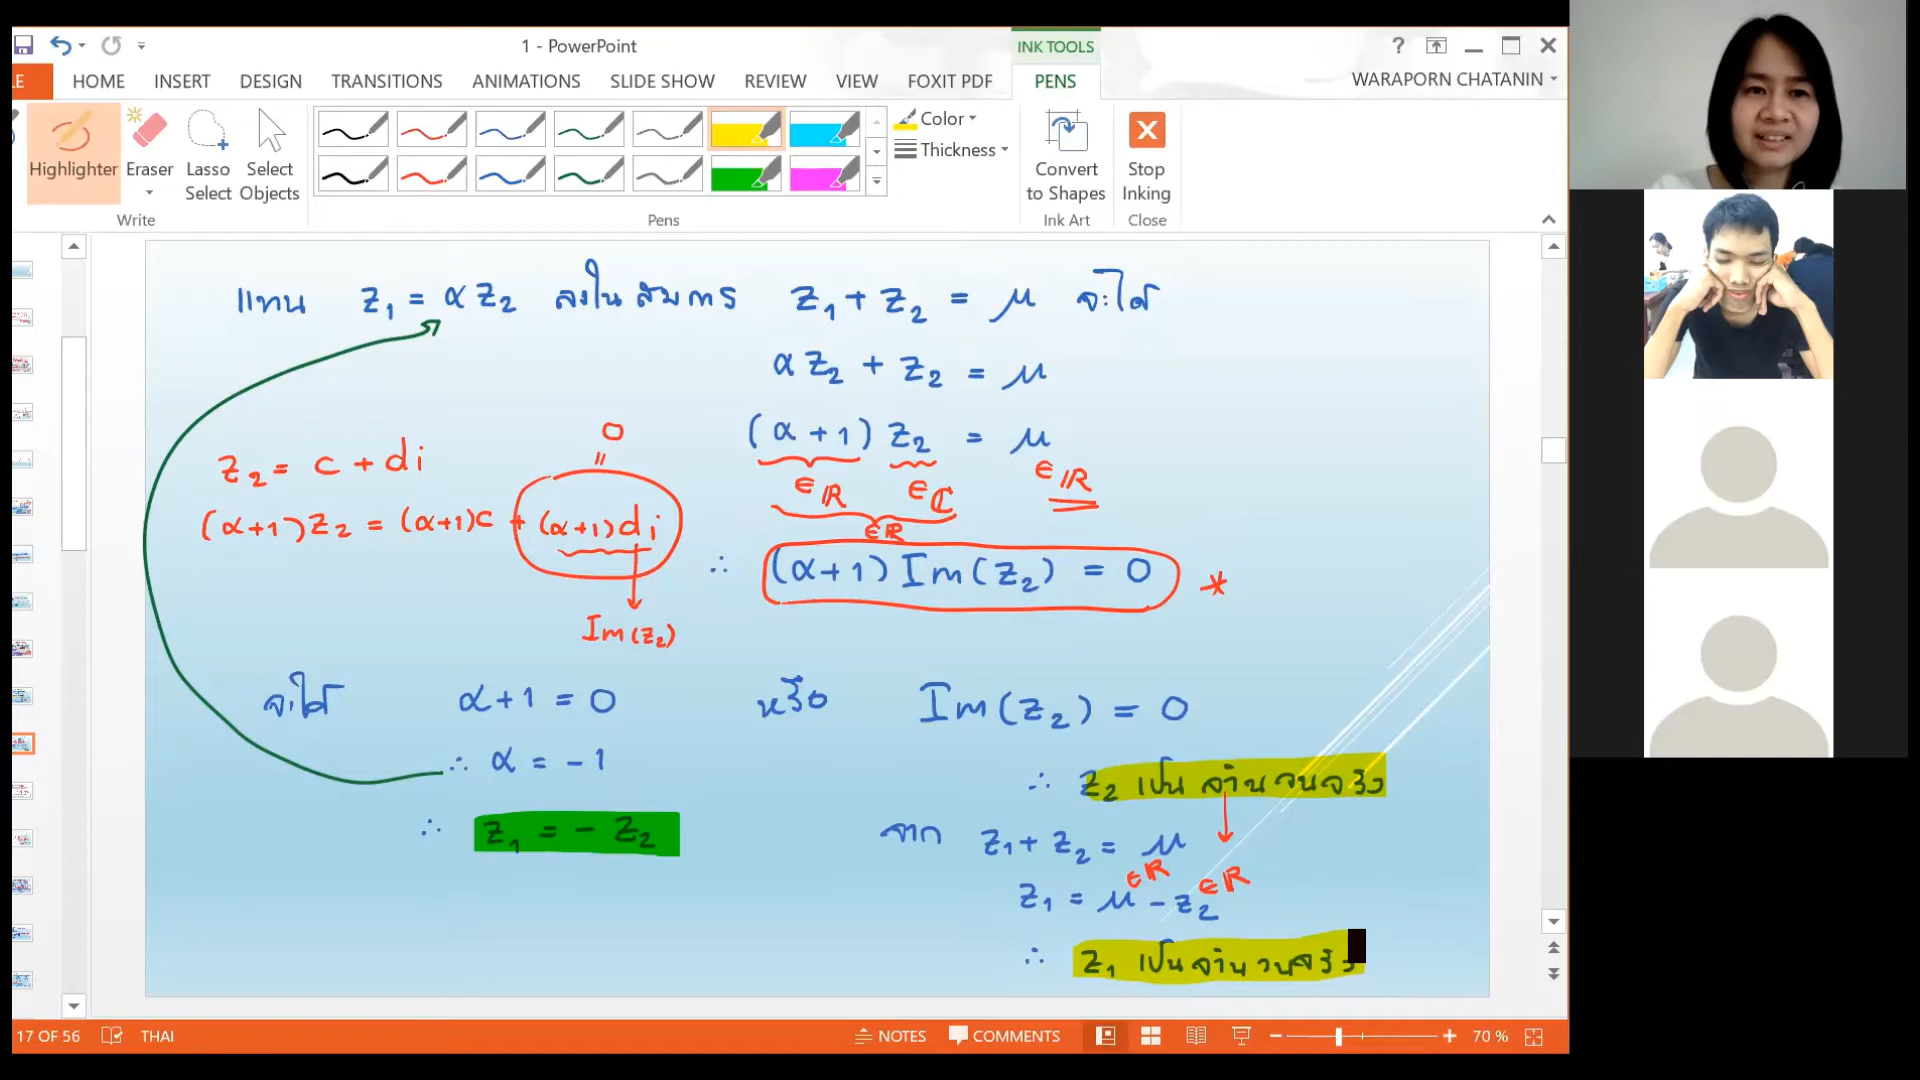 1 - PowerPoint
INK TOOLS
HOME INSERT DESIGN TRANSITIONS ANIMATIONS SLIDE SHOW REVIEW VIEW FOXIT PDF PENS
WARAPORN CHATANIN
Highlighter
Eraser
Lasso Select
Select Objects
Color
Thickness
Convert to Shapes
Stop Inking
Write
Pens
Ink Art
Close
แทน z₁ = αz₂ ลงในสมการ z₁ + z₂ = μ จะได้
αz₂ + z₂ = μ
(α+1) z₂ = μ
∈ℝ ∈ℂ ∈ℝ
∈ℝ
z₂ = c + di
0
=
(α+1)z₂ = (α+1)c + (α+1)di
Im(z₂)
∴ (α+1) Im(z₂) = 0 *
จะได้ α+1 = 0 หรือ Im(z₂) = 0
∴ α = -1
∴ z₁ = - z₂
∴ z₂ เป็นจำนวนจริง
จาก z₁ + z₂ = μ
z₁ = μ - z₂
∈ℝ ∈ℝ
∴ z₁ เป็นจำนวนจริง
17 OF 56 THAI NOTES COMMENTS 70 %